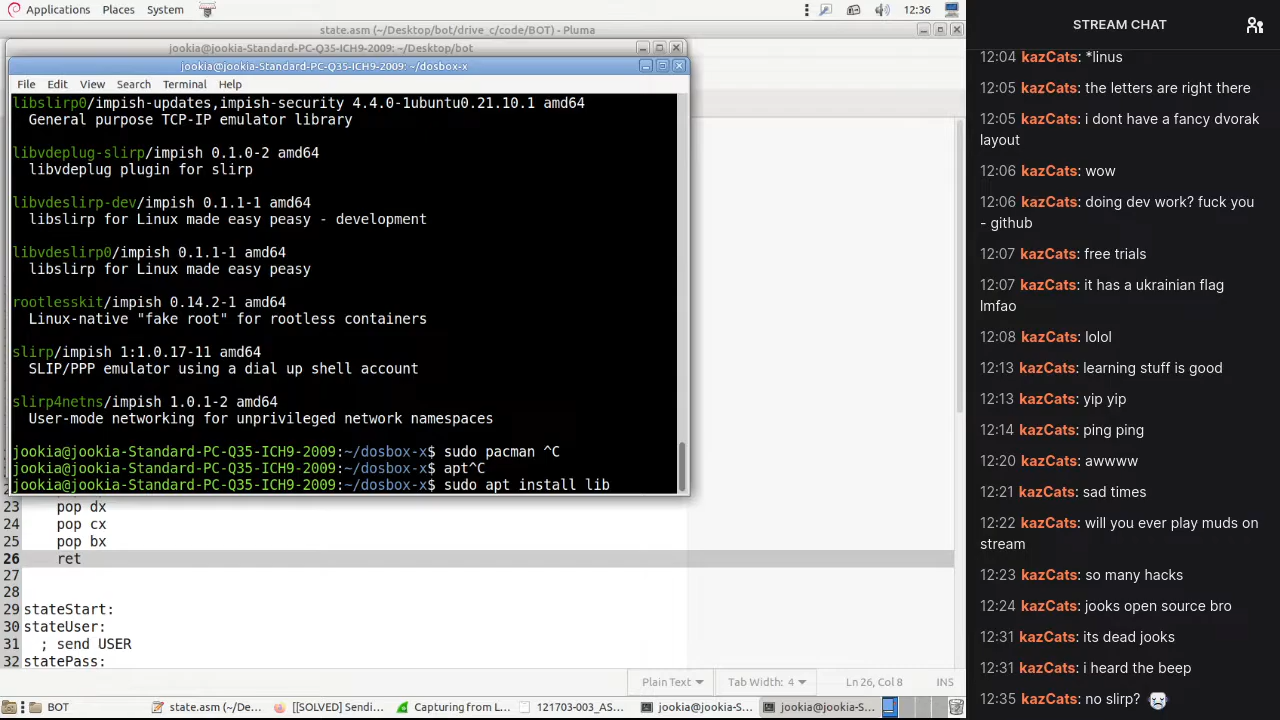 Applications Places System 12:36
state.asm (~/Desktop/bot/drive_c/code/BOT) - Pluma
jookia@jookia-Standard-PC-Q35-ICH9-2009: ~/Desktop/bot
jookia@jookia-Standard-PC-Q35-ICH9-2009: ~/dosbox-x
File Edit View Search Terminal Help
libslirp0/impish-updates,impish-security 4.4.0-1ubuntu0.21.10.1 amd64
General purpose TCP-IP emulator library
libvdeplug-slirp/impish 0.1.0-2 amd64
libvdeplug plugin for slirp
libvdeslirp-dev/impish 0.1.1-1 amd64
libslirp for Linux made easy peasy - development
libvdeslirp0/impish 0.1.1-1 amd64
libslirp for Linux made easy peasy
rootlesskit/impish 0.14.2-1 amd64
Linux-native "fake root" for rootless containers
slirp/impish 1:1.0.17-11 amd64
SLIP/PPP emulator using a dial up shell account
slirp4netns/impish 1.0.1-2 amd64
User-mode networking for unprivileged network namespaces
jookia@jookia-Standard-PC-Q35-ICH9-2009:~/dosbox-x$ sudo pacman ^C
jookia@jookia-Standard-PC-Q35-ICH9-2009:~/dosbox-x$ apt^C
jookia@jookia-Standard-PC-Q35-ICH9-2009:~/dosbox-x$ sudo apt install lib
23 pop dx
24 pop cx
25 pop bx
26 ret
27
28
29 stateStart:
30 stateUser:
31 ; send USER
32 statePass:
Plain Text Tab Width: 4 Ln 26, Col 8 INS
BOT state.asm (~/De... [[SOLVED]... Capturing from L... 121703-003_AS... jookia@jookia-S... jookia@jookia-S...
STREAM CHAT
12:04 kazCats: *linus
12:05 kazCats: the letters are right there
12:05 kazCats: i dont have a fancy dvorak
layout
12:06 kazCats: wow
12:06 kazCats: doing dev work? fuck you
- github
12:07 kazCats: free trials
12:07 kazCats: it has a ukrainian flag
lmfao
12:08 kazCats: lolol
12:13 kazCats: learning stuff is good
12:13 kazCats: yip yip
12:14 kazCats: ping ping
12:20 kazCats: awwww
12:21 kazCats: sad times
12:22 kazCats: will you ever play muds on
stream
12:23 kazCats: so many hacks
12:24 kazCats: jooks open source bro
12:31 kazCats: its dead jooks
12:31 kazCats: i heard the beep
12:35 kazCats: no slirp?